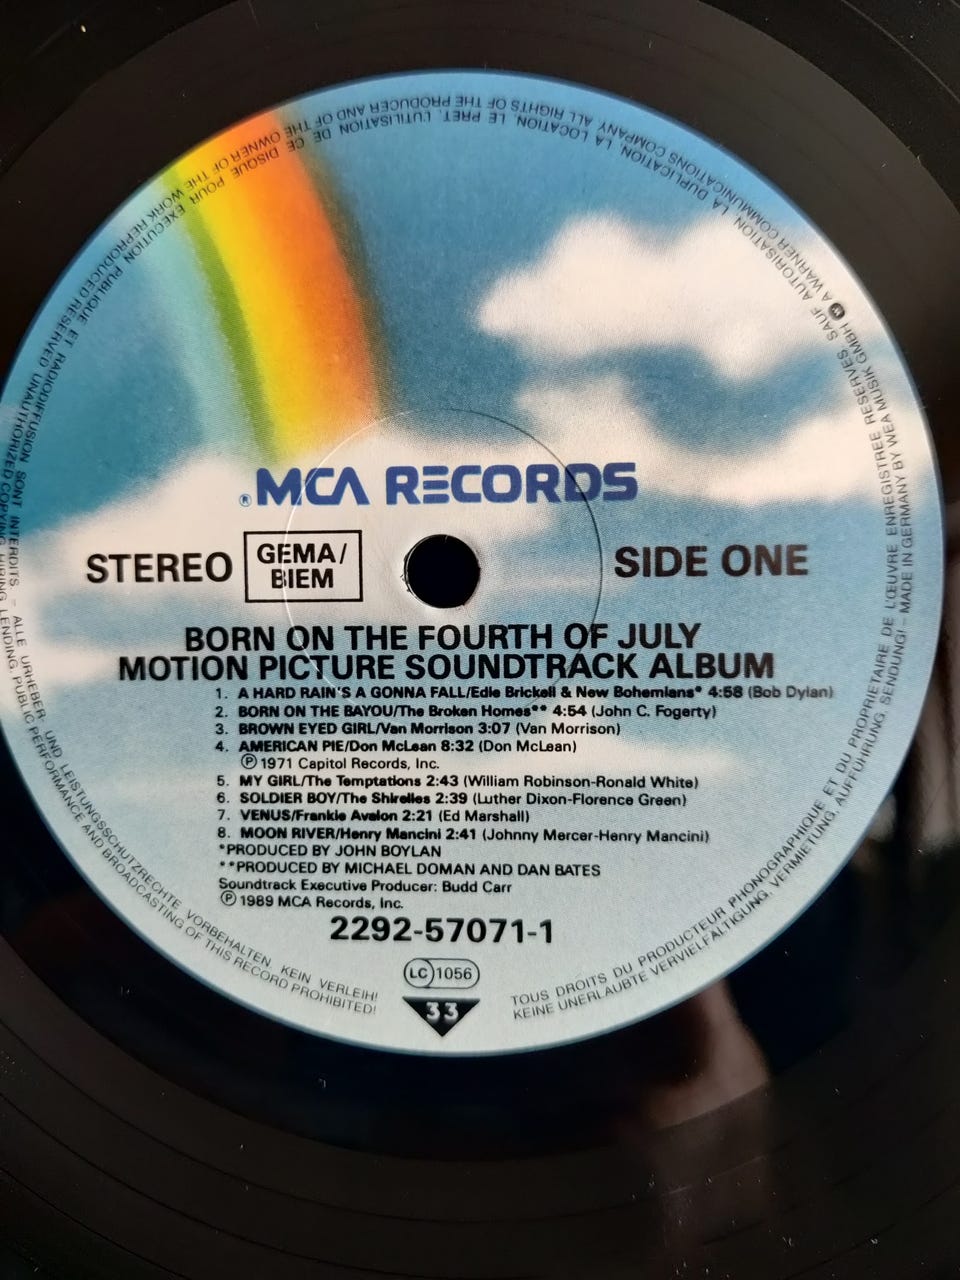 ® MCA RECORDS
STEREO GEMA/BIEM SIDE ONE
BORN ON THE FOURTH OF JULY
MOTION PICTURE SOUNDTRACK ALBUM
1. A HARD RAIN'S A GONNA FALL/Edie Brickell & New Bohemians* 4:58 (Bob Dylan)
2. BORN ON THE BAYOU/The Broken Homes** 4:54 (John C. Fogerty)
3. BROWN EYED GIRL/Van Morrison 3:07 (Van Morrison)
4. AMERICAN PIE/Don McLean 8:32 (Don McLean)
℗ 1971 Capitol Records, Inc.
5. MY GIRL/The Temptations 2:43 (William Robinson-Ronald White)
6. SOLDIER BOY/The Shirelles 2:39 (Luther Dixon-Florence Green)
7. VENUS/Frankie Avalon 2:21 (Ed Marshall)
8. MOON RIVER/Henry Mancini 2:41 (Johnny Mercer-Henry Mancini)
*PRODUCED BY JOHN BOYLAN
**PRODUCED BY MICHAEL DOMAN AND DAN BATES
Soundtrack Executive Producer: Budd Carr
℗ 1989 MCA Records, Inc.
2292-57071-1
LC 1056
33
TOUS DROITS DU PRODUCTEUR PHONOGRAPHIQUE ET DU PROPRIETAIRE DE L'ŒUVRE ENREGISTREE RESERVES SAUF AUTORISATION, LA DUPLICATION, LA LOCATION, LE PRET, L'UTILISATION DE CE DISQUE POUR EXECUTION PUBLIQUE ET RADIODIFFUSION SONT INTERDITS. – ALLE URHEBER- UND LEISTUNGSSCHUTZRECHTE VORBEHALTEN KEIN VERLEIH!
KEINE UNERLAUBTE VERVIELFÄLTIGUNG, VERMIETUNG, AUFFÜHRUNG, SENDUNG! – MADE IN GERMANY BY WEA MUSIK GMBH A WARNER COMMUNICATIONS COMPANY ALL RIGHTS OF THE PRODUCER AND OF THE OWNER OF THE WORK REPRODUCED RESERVED UNAUTHORIZED COPYING, HIRING, LENDING, PUBLIC PERFORMANCE AND BROADCASTING OF THIS RECORD PROHIBITED!